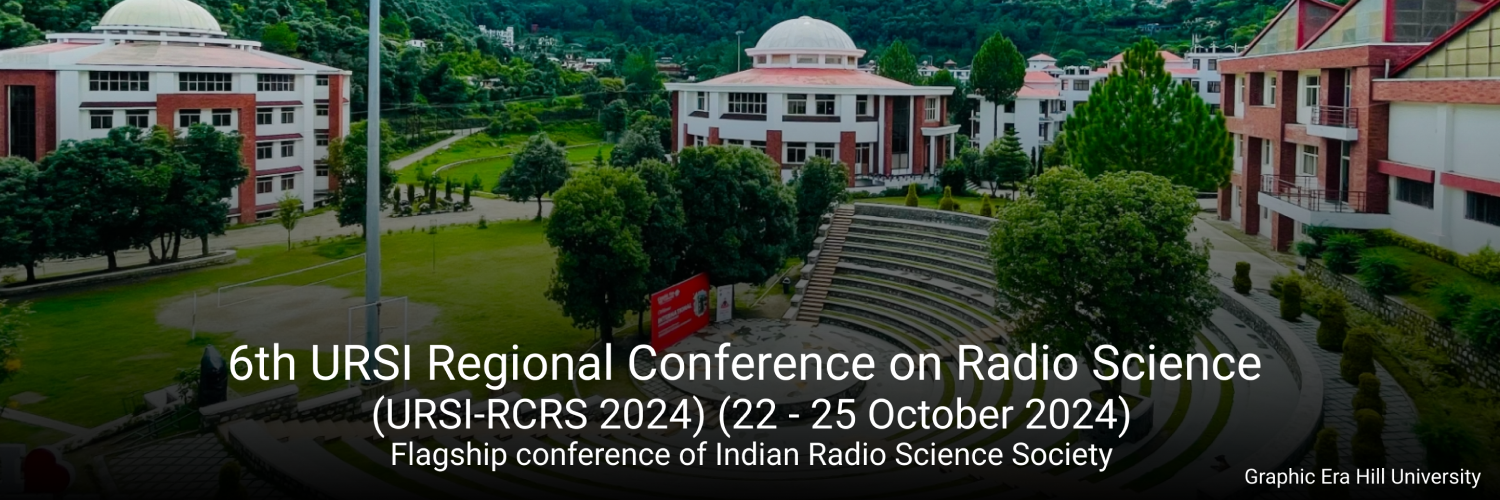 6th URSI Regional Conference on Radio Science
(URSI-RCRS 2024) (22 - 25 October 2024)
Flagship conference of Indian Radio Science Society
Graphic Era Hill University